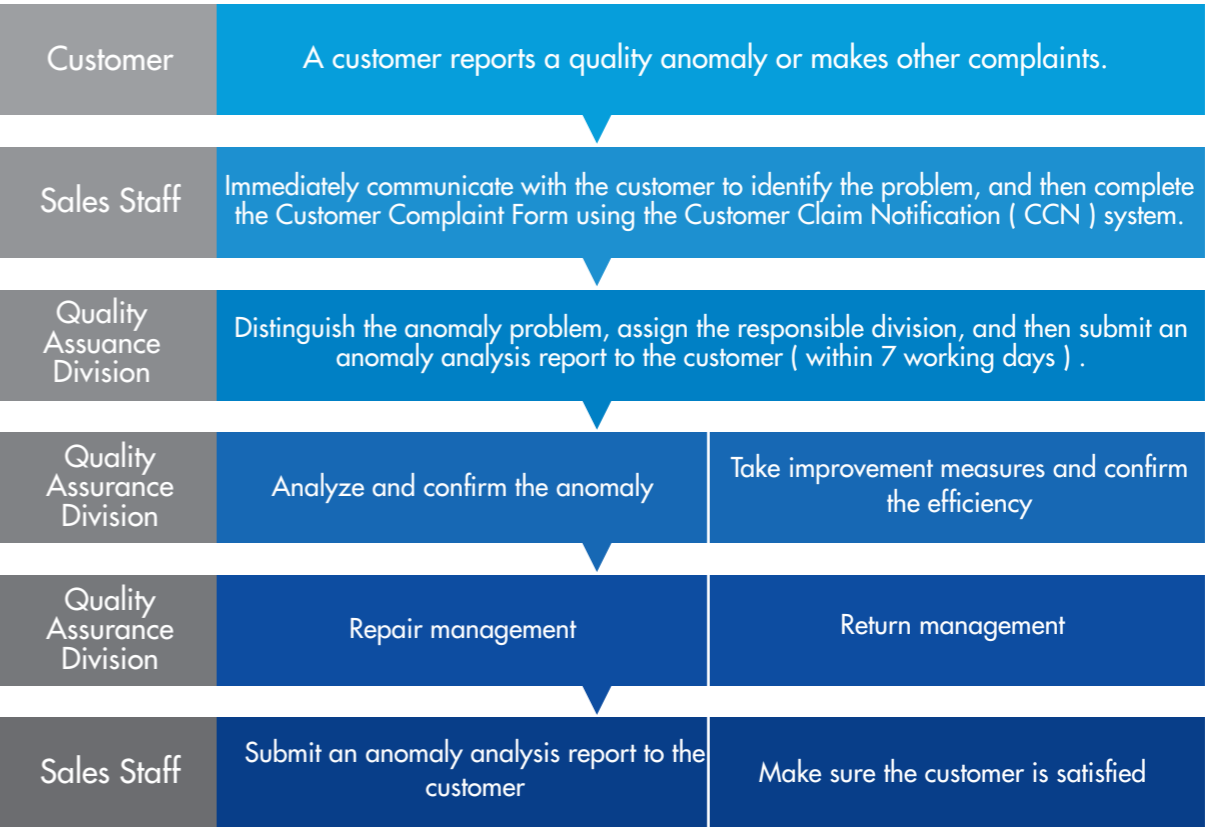 Customer
A customer reports a quality anomaly or makes other complaints.
Sales Staff
Immediately communicate with the customer to identify the problem, and then complete
the Customer Complaint Form using the Customer Claim Notification ( CCN ) system.
Quality
Assuance
Division
Distinguish the anomaly problem, assign the responsible division, and then submit an
anomaly analysis report to the customer ( within 7 working days ) .
Quality
Assurance
Division
Analyze and confirm the anomaly
Take improvement measures and confirm
the efficiency
Quality
Assurance
Division
Repair management
Return management
Sales Staff
Submit an anomaly analysis report to the
customer
Make sure the customer is satisfied